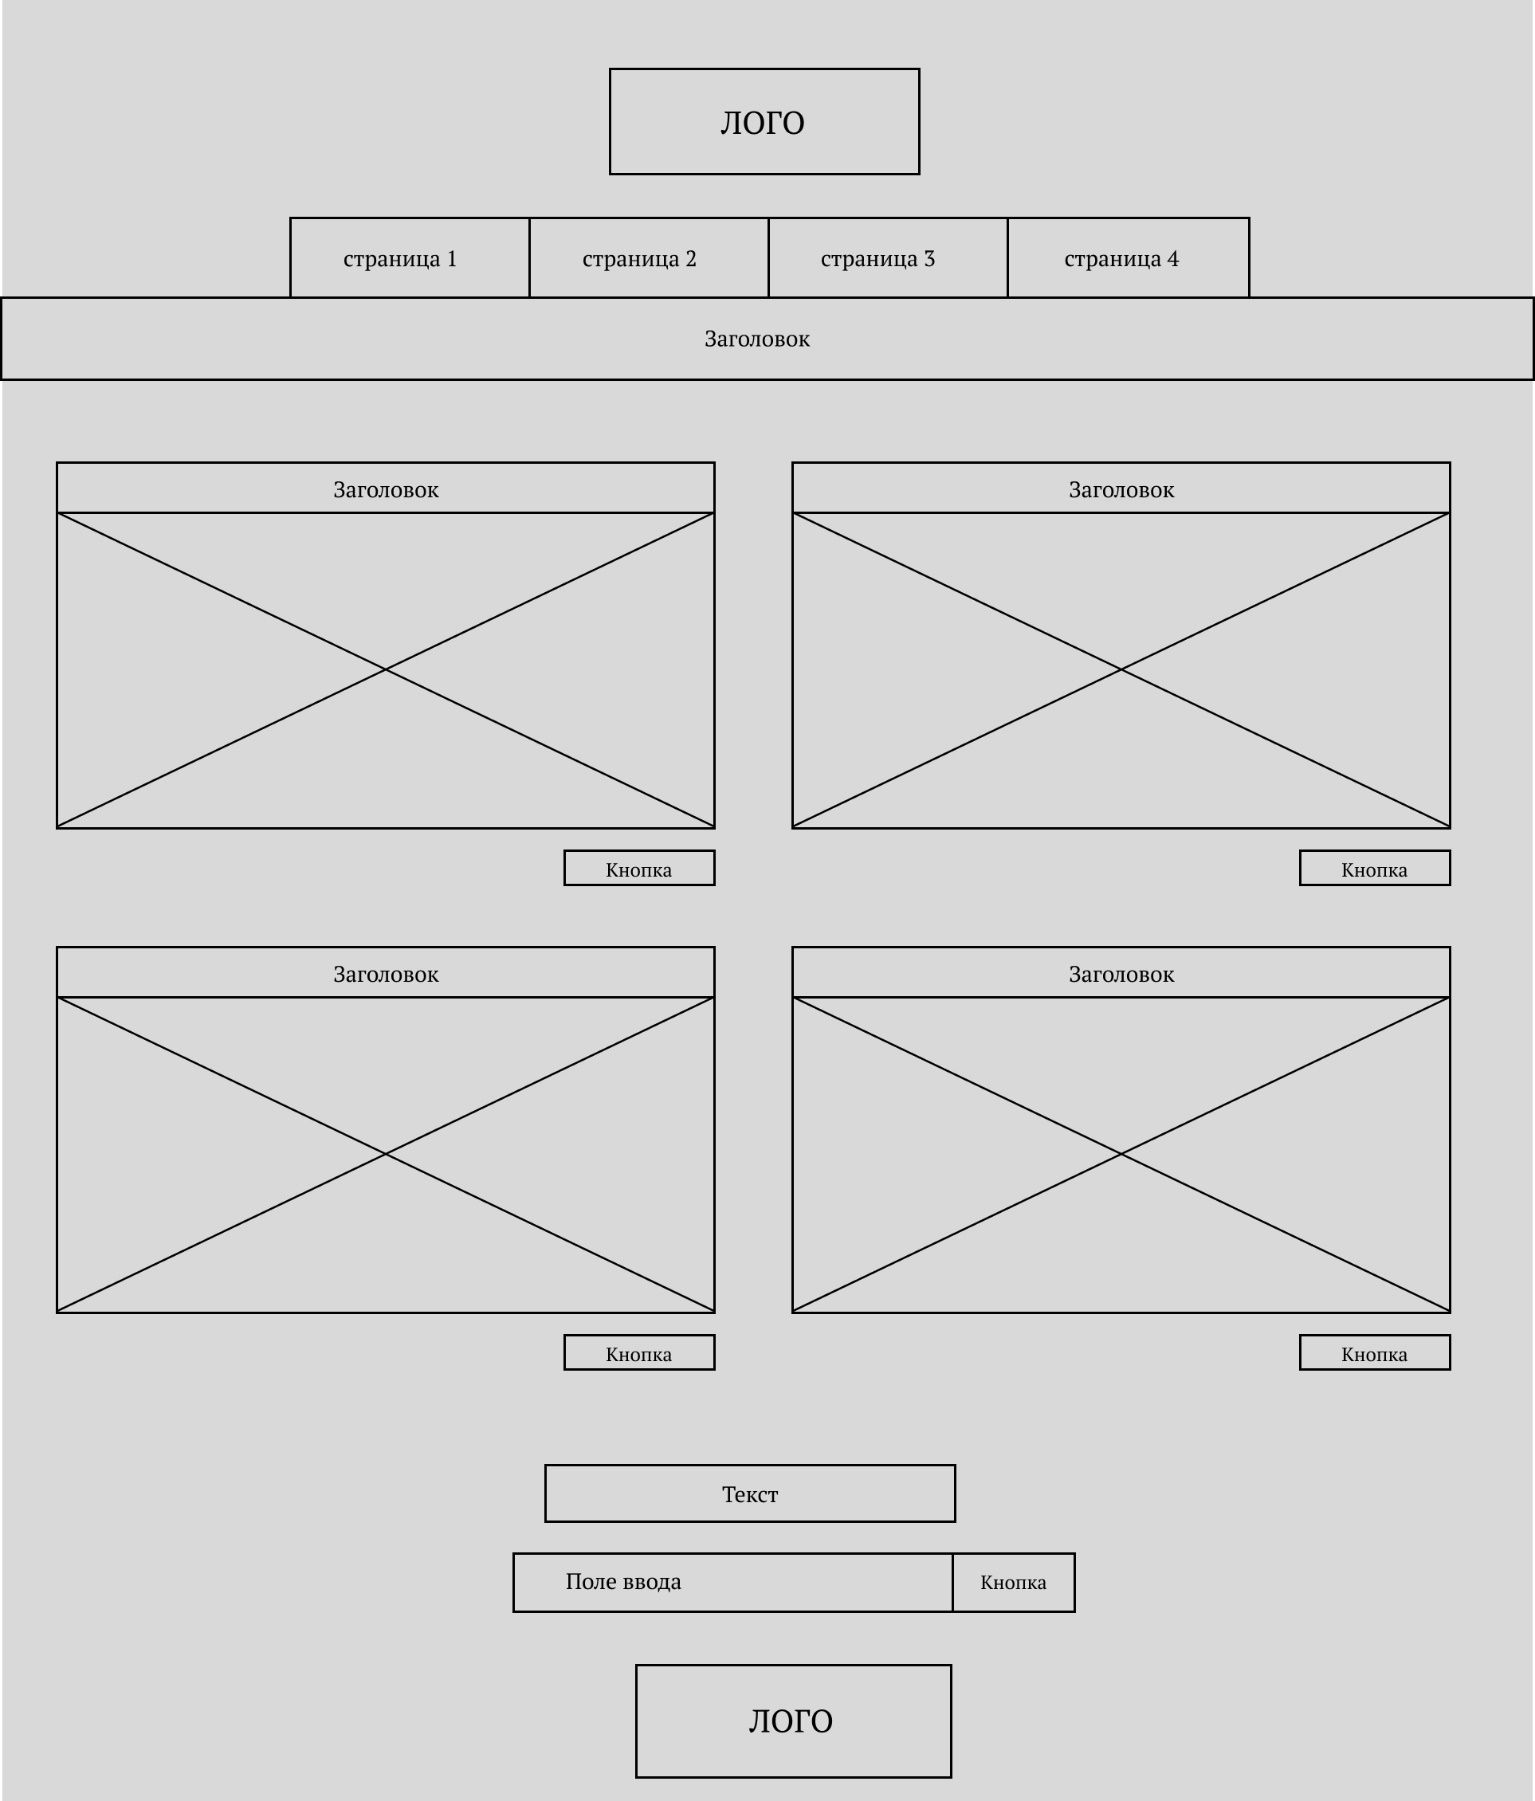 ЛОГО
страница 1
страница 2
страница 3
страница 4
Заголовок
Заголовок
Заголовок
Кнопка
Кнопка
Заголовок
Заголовок
Кнопка
Кнопка
Текст
Поле ввода
Кнопка
ЛОГО